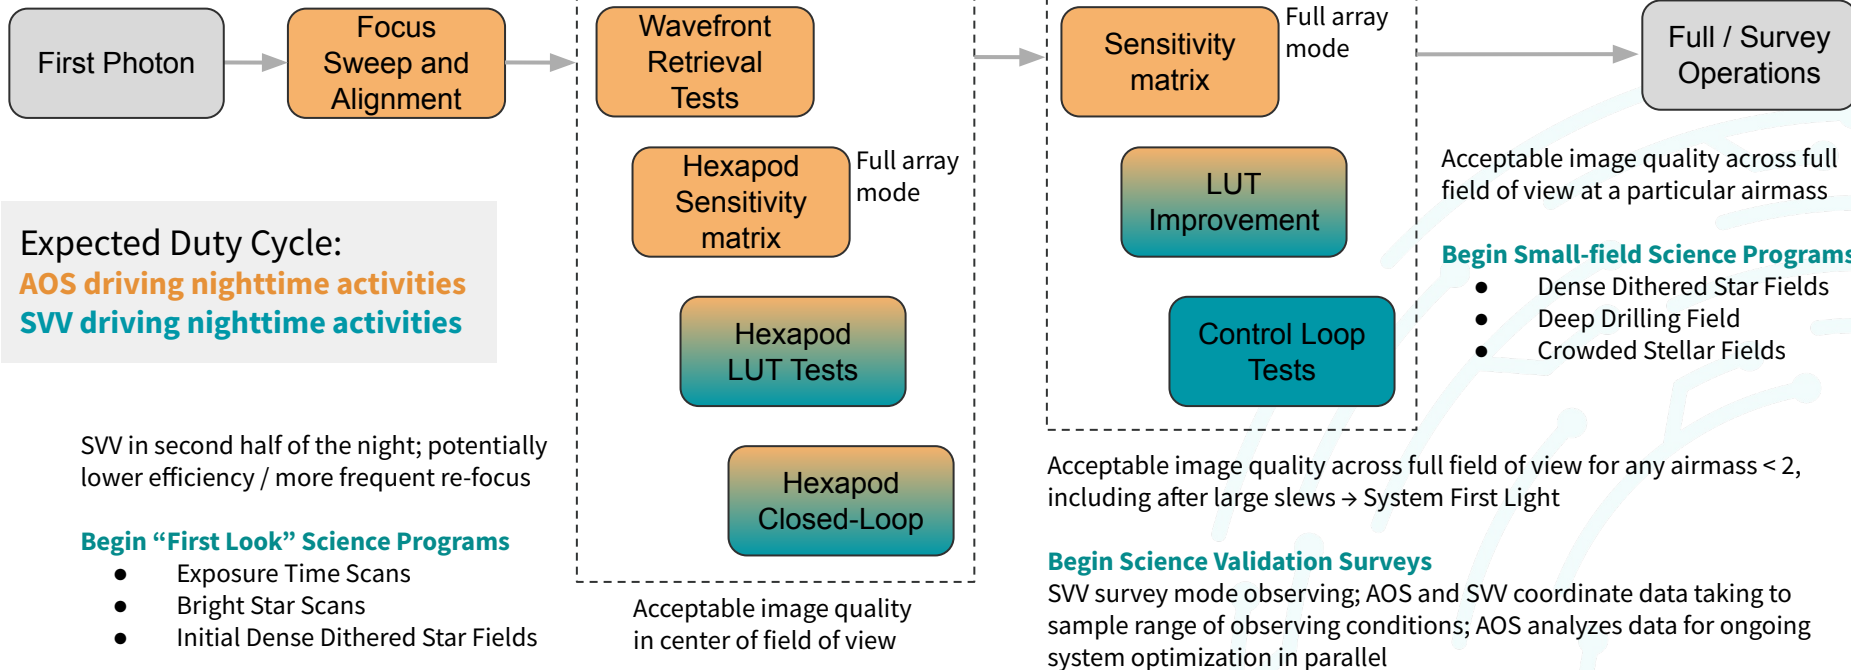 First Photon
Focus
Sweep and
Alignment
Wavefront
Retrieval
Tests
Hexapod
Sensitivity
matrix
Full array
mode
Hexapod
LUT Tests
Hexapod
Closed-Loop
Acceptable image quality
in center of field of view
Sensitivity
matrix
Full array
mode
LUT
Improvement
Control Loop
Tests
Full / Survey
Operations
Acceptable image quality across full
field of view at a particular airmass
Begin Small-field Science Programs
● Dense Dithered Star Fields
● Deep Drilling Field
● Crowded Stellar Fields
Expected Duty Cycle:
AOS driving nighttime activities
SVV driving nighttime activities
SVV in second half of the night; potentially
lower efficiency / more frequent re-focus
Begin “First Look” Science Programs
● Exposure Time Scans
● Bright Star Scans
● Initial Dense Dithered Star Fields
Acceptable image quality across full field of view for any airmass < 2,
including after large slews → System First Light
Begin Science Validation Surveys
SVV survey mode observing; AOS and SVV coordinate data taking to
sample range of observing conditions; AOS analyzes data for ongoing
system optimization in parallel